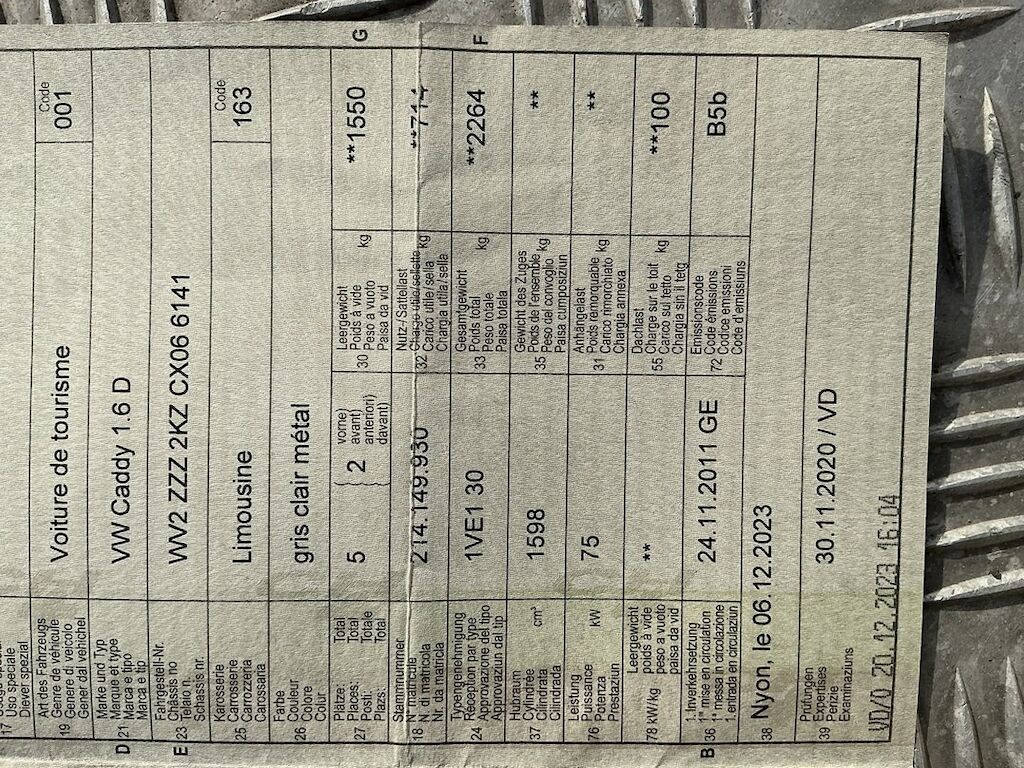 17
Uso speciale
Diever spezial
Art des Fahrzeugs
Genre de véhicule
19 Genere di veicolo
Gener dal vehichel
Voiture de tourisme
Code
001
Marke und Typ
Marque et type
D 21 Marca e tipo
Marca e tip
VW Caddy 1.6 D
Fahrgestell-Nr.
Châssis no
E 23 Telaio n.
Schassis nr.
WV2 ZZZ 2KZ CX06 6141
Karosserie
Carrosserie
25 Carrozzeria
Carossaria
Limousine
Code
163
Farbe
Couleur
26 Colore
Colur
gris clair métal
Plätze: Total
Places: Total
27 Posti: Totale
Plazs: Total
5
2
vorne)
avant)
anteriori)
davant)
Leergewicht
Poids à vide
30 Peso a vuoto kg
Paisa da vid
**1550
G
Stammnummer
N° matricule
18 N. di matricola
Nr. da matricla
214.149.930
Nutz-/Sattellast
Charge utile/sellette
32 Carico utile/sella kg
Chargia utila/sella
**714
Typengenehmigung
Réception par type
24 Approvazione del tipo
Approvaziun dal tip
1VE1 30
Gesamtgewicht
Poids total
33 Peso totale kg
Paisa totala
**2264
F
Hubraum
Cylindrée
37 Cilindrata cm³
Cilindrada
1598
Gewicht des Zuges
Poids de l'ensemble
35 Peso del convoglio kg
Paisa cumposiziun
**
Leistung
Puissance
76 Potenza kW
Prestaziun
75
Anhängelast
Poids remorquable
31 Carico rimorchiato kg
Chargia annexa
**
Leergewicht
poids à vide
78 kW/kg peso a vuoto
paisa da vid
**
Dachlast
Charge sur le toit
55 Carico sul tetto kg
Chargia sin il tetg
**100
1. Inverkehrsetzung
1re mise en circulation
B 36 1a messa in circolazione
1. entrada en circulaziun
24.11.2011 GE
Emissionscode
Code émissions
72 Codice emissioni
Code d'emissiuns
B5b
38 Nyon, le 06.12.2023
Prüfungen
Expertises
39 Perizie
Examinaziuns
30.11.2020 / VD
VD/0 20.12.2023 16:04